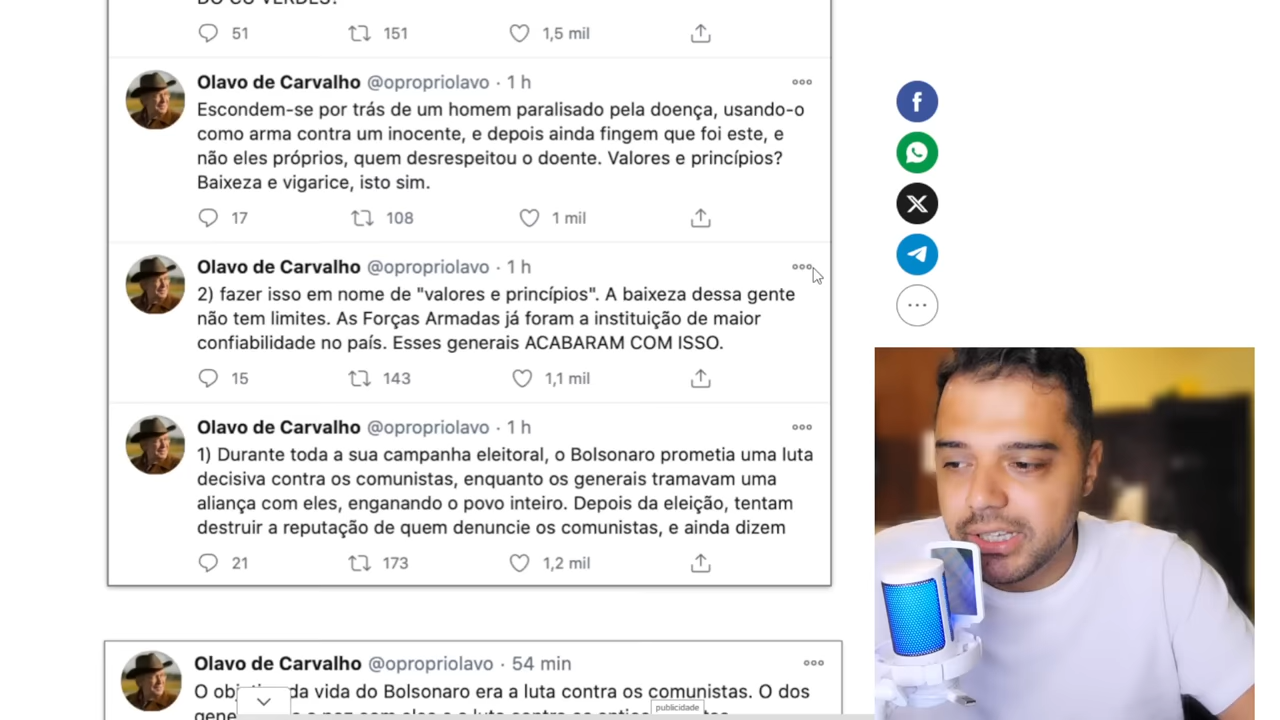 51 151 1,5 mil
Olavo de Carvalho @opropriolavo · 1 h
Escondem-se por trás de um homem paralisado pela doença, usando-o
como arma contra um inocente, e depois ainda fingem que foi este, e
não eles próprios, quem desrespeitou o doente. Valores e princípios?
Baixeza e vigarice, isto sim.
17 108 1 mil
Olavo de Carvalho @opropriolavo · 1 h
2) fazer isso em nome de "valores e princípios". A baixeza dessa gente
não tem limites. As Forças Armadas já foram a instituição de maior
confiabilidade no país. Esses generais ACABARAM COM ISSO.
15 143 1,1 mil
Olavo de Carvalho @opropriolavo · 1 h
1) Durante toda a sua campanha eleitoral, o Bolsonaro prometia uma luta
decisiva contra os comunistas, enquanto os generais tramavam uma
aliança com eles, enganando o povo inteiro. Depois da eleição, tentam
destruir a reputação de quem denuncie os comunistas, e ainda dizem
21 173 1,2 mil
Olavo de Carvalho @opropriolavo · 54 min
O da vida do Bolsonaro era a luta contra os comunistas. O dos
publicidade